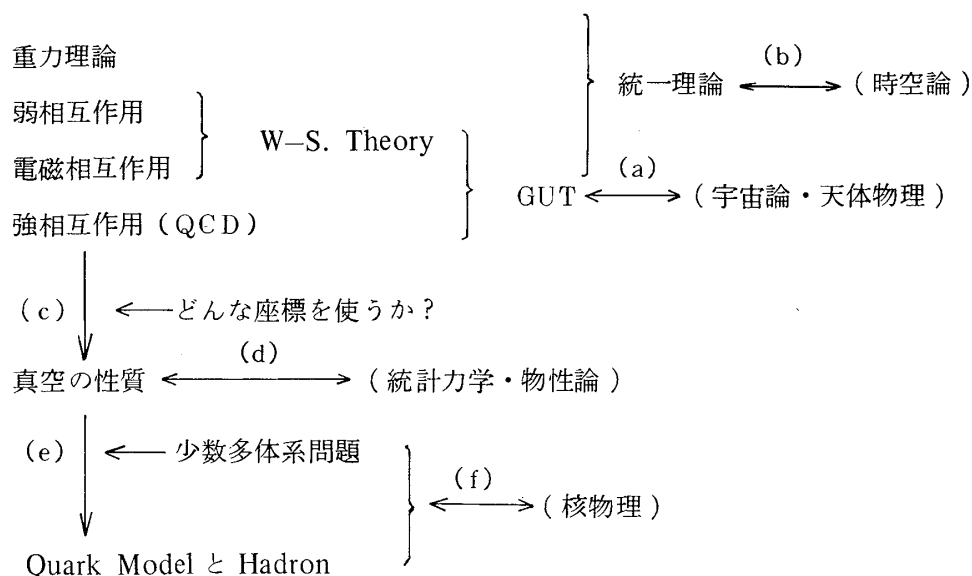 重力理論
弱相互作用
電磁相互作用
強相互作用（QCD）
W–S. Theory
GUT
(a)
（宇宙論・天体物理）
統一理論
(b)
（時空論）
(c)
どんな座標を使うか？
真空の性質
(d)
（統計力学・物性論）
(e)
少数多体系問題
(f)
（核物理）
Quark Model と Hadron